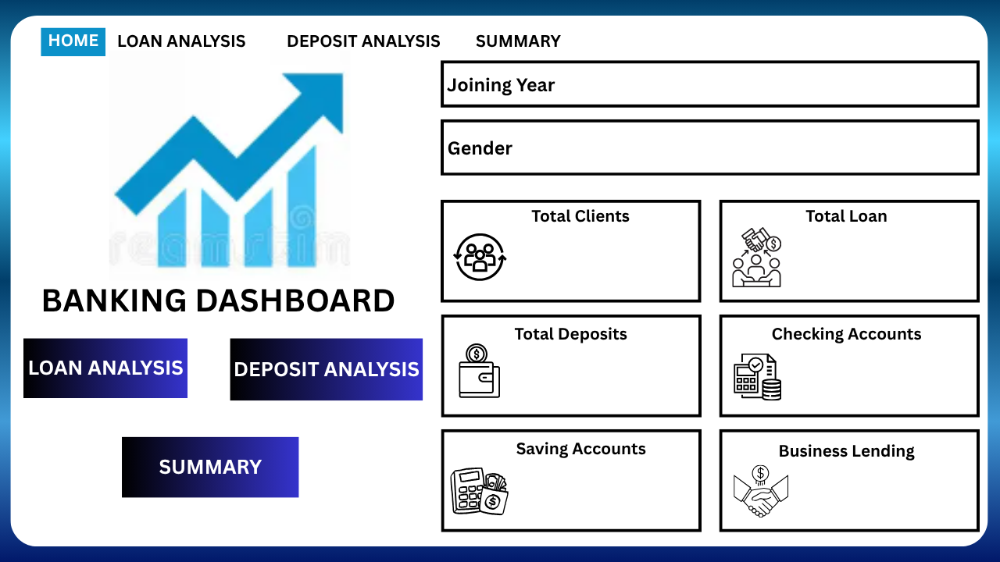 HOME LOAN ANALYSIS DEPOSIT ANALYSIS SUMMARY
Joining Year
Gender
BANKING DASHBOARD
LOAN ANALYSIS
DEPOSIT ANALYSIS
SUMMARY
Total Clients
$
Total Loan
$
Total Deposits
Checking Accounts
Saving Accounts
$
Business Lending
$